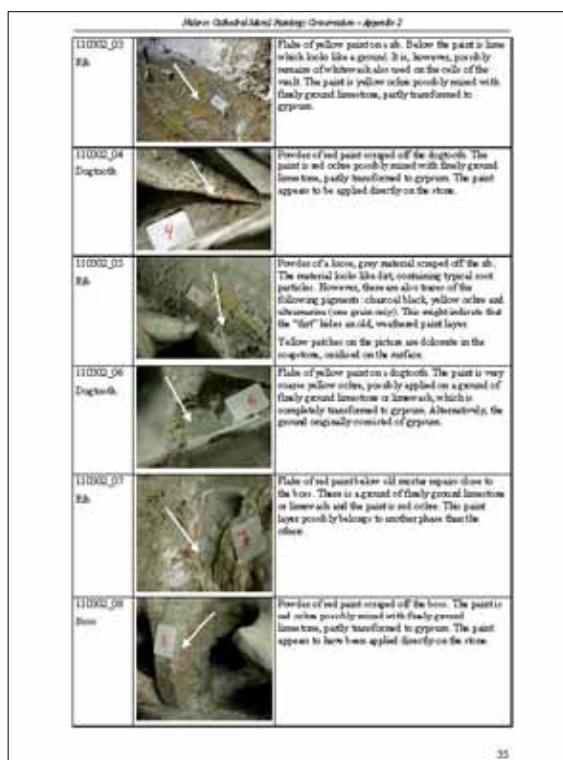 Nidaros Cathedral Island Paintings Conservation – Appendix 2
110302_03
Rib
Flake of yellow paint on a rib. Below the paint is lime
which looks like a ground. It is, however, possibly
remains of whitewash also used on the cells of the
vault. The paint is yellow ochre possibly mixed with
finely ground limestone, partly transformed to
gypsum.
110302_04
Dogtooth
4
Powder of red paint scraped off the dogtooth. The
paint is red ochre possibly mixed with finely ground
limestone, partly transformed to gypsum. The paint
appears to be applied directly on the stone.
110302_05
Rib
Powder of a loose, grey material scraped off the rib.
The material looks like dirt, containing typical soot
particles. However, there are also traces of the
following pigments: charcoal black, yellow ochre and
ultramarine (one grain only). This might indicate that
the "dirt" hides an old, weathered paint layer.
Yellow patches on the picture are dolomite in the
soapstone, oxidised on the surface.
110302_06
Dogtooth
6
Flake of yellow paint on a dogtooth. The paint is very
coarse yellow ochre, possibly applied on a ground of
finely ground limestone or limewash, which is
completely transformed to gypsum. Alternatively, the
ground originally consisted of gypsum.
110302_07
Rib
7
Flake of red paint below old mortar repairs close to
the boss. There is a ground of finely ground limestone
or limewash and the paint is red ochre. This paint
layer possibly belongs to another phase than the
others.
110302_08
Boss
Powder of red paint scraped off the boss. The paint is
red ochre possibly mixed with finely ground
limestone, partly transformed to gypsum. The paint
appears to have been applied directly on the stone.
35